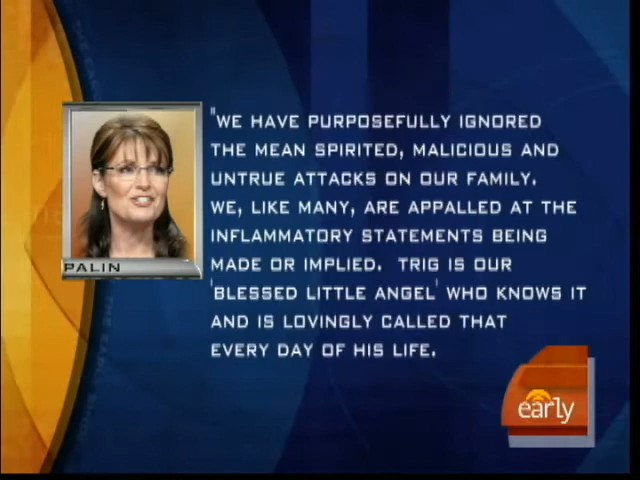 "WE HAVE PURPOSEFULLY IGNORED
THE MEAN SPIRITED, MALICIOUS AND
UNTRUE ATTACKS ON OUR FAMILY.
WE, LIKE MANY, ARE APPALLED AT THE
INFLAMMATORY STATEMENTS BEING
MADE OR IMPLIED. TRIG IS OUR
'BLESSED LITTLE ANGEL' WHO KNOWS IT
AND IS LOVINGLY CALLED THAT
EVERY DAY OF HIS LIFE.
PALIN
early